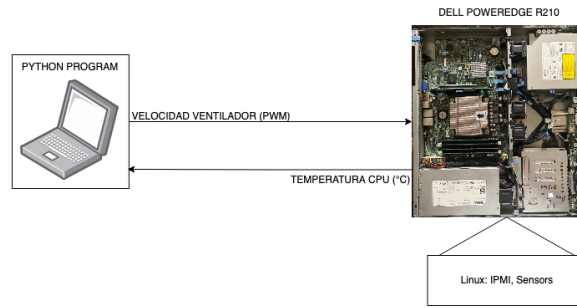 DELL POWEREDGE R210
PYTHON PROGRAM
VELOCIDAD VENTILADOR (PWM)
TEMPERATURA CPU (°C)
Linux: IPMI, Sensors